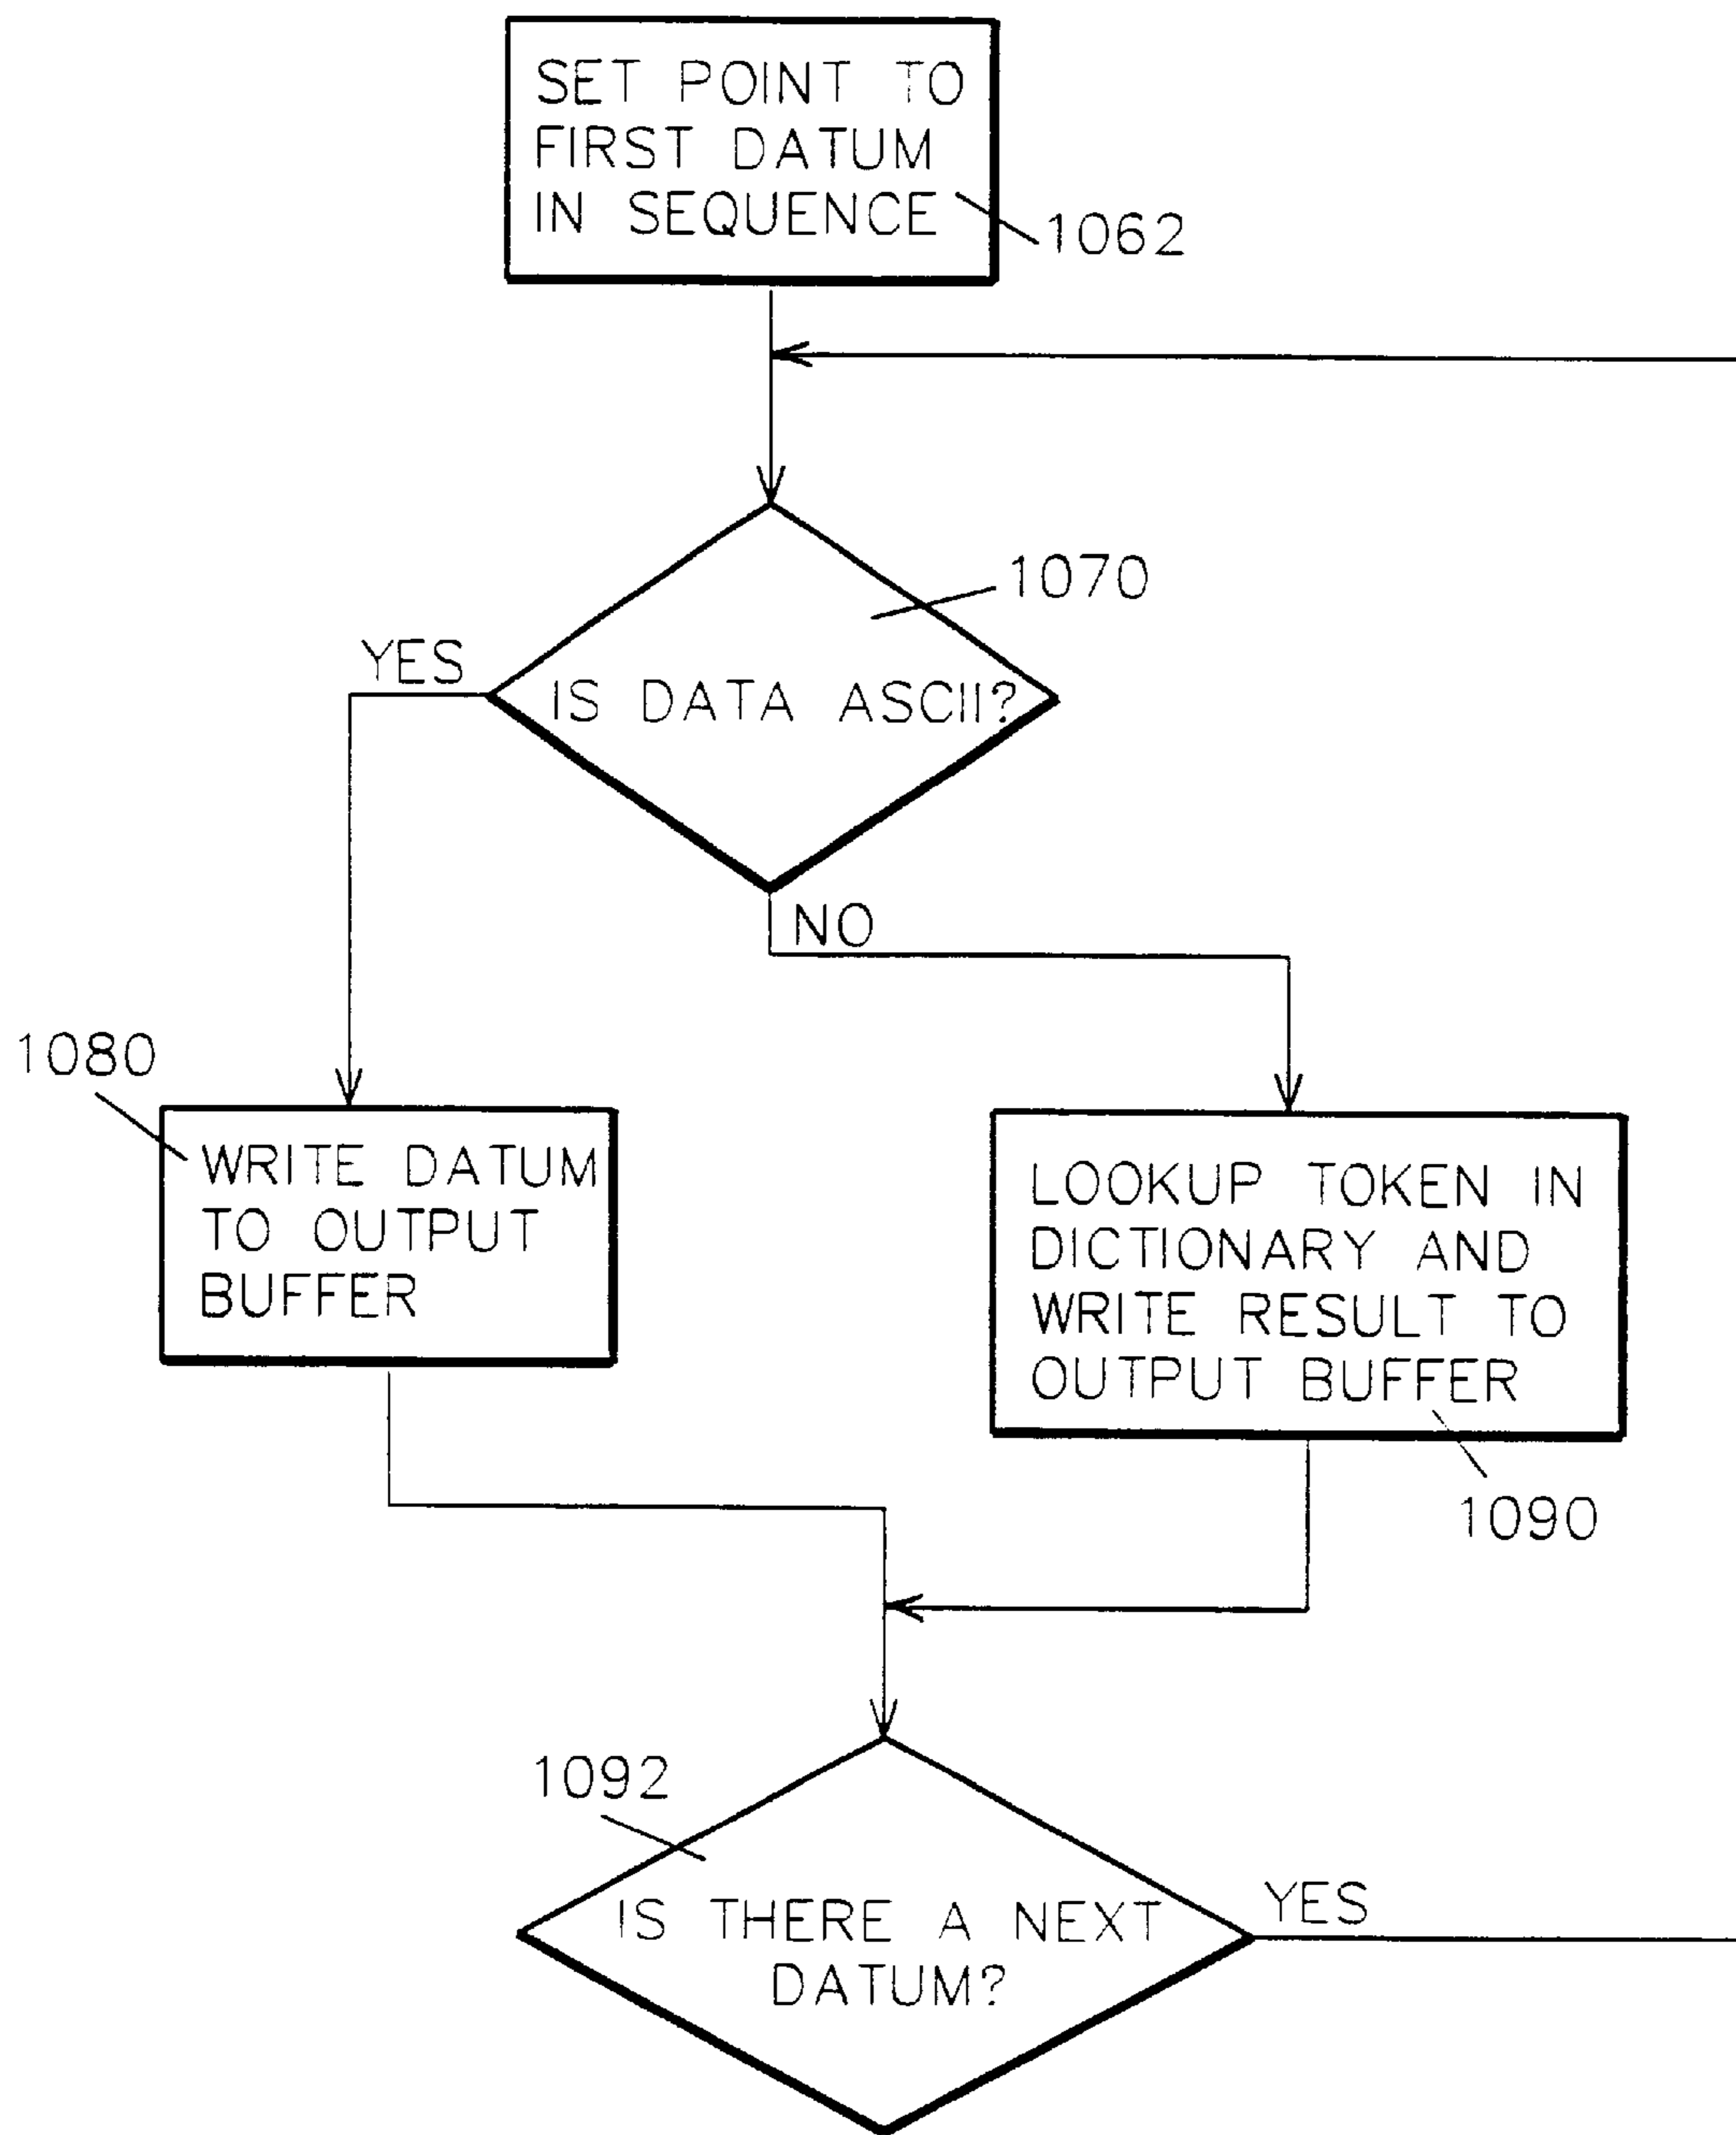 SET POINT TO
FIRST DATUM
IN SEQUENCE
1062
1070
YES
IS DATA ASCII?
NO
1080
WRITE DATUM
TO OUTPUT
BUFFER
LOOKUP TOKEN IN
DICTIONARY AND
WRITE RESULT TO
OUTPUT BUFFER
1090
1092
IS THERE A NEXT
DATUM?
YES